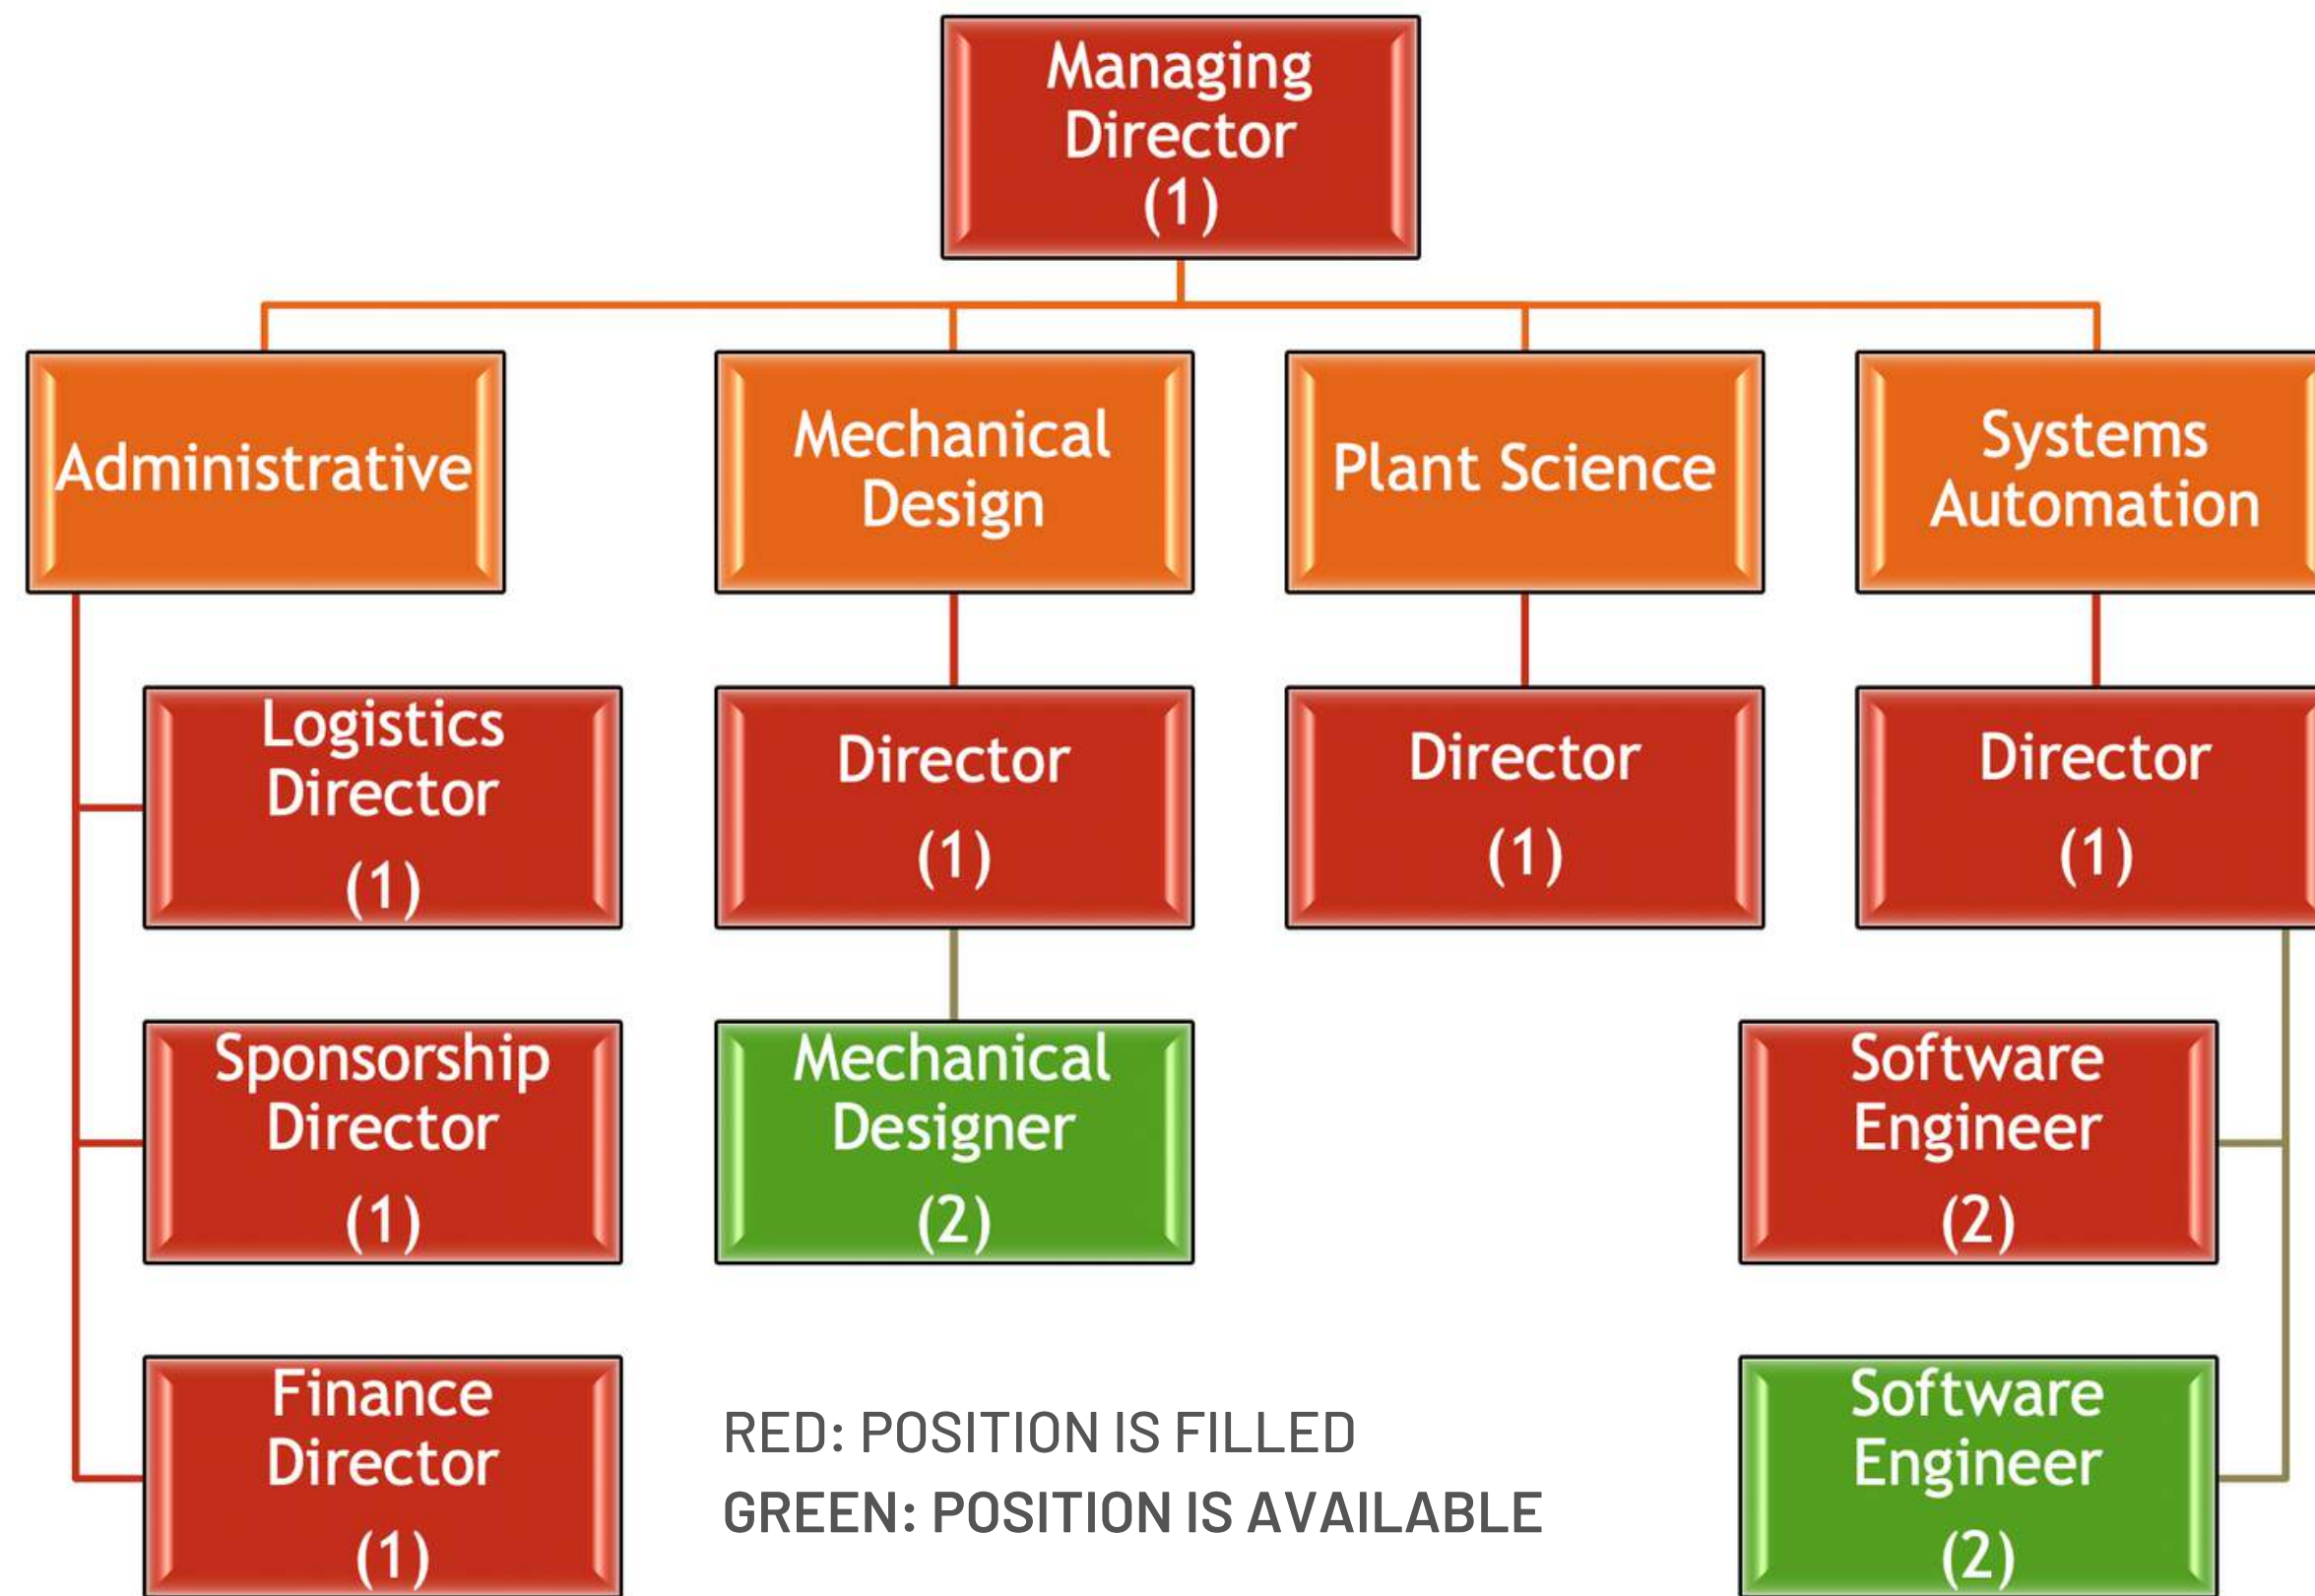 Managing
Director
(1)
Administrative
Mechanical
Design
Plant Science
Systems
Automation
Logistics
Director
(1)
Director
(1)
Director
(1)
Director
(1)
Sponsorship
Director
(1)
Mechanical
Designer
(2)
Software
Engineer
(2)
Finance
Director
(1)
Software
Engineer
(2)
RED: POSITION IS FILLED
GREEN: POSITION IS AVAILABLE